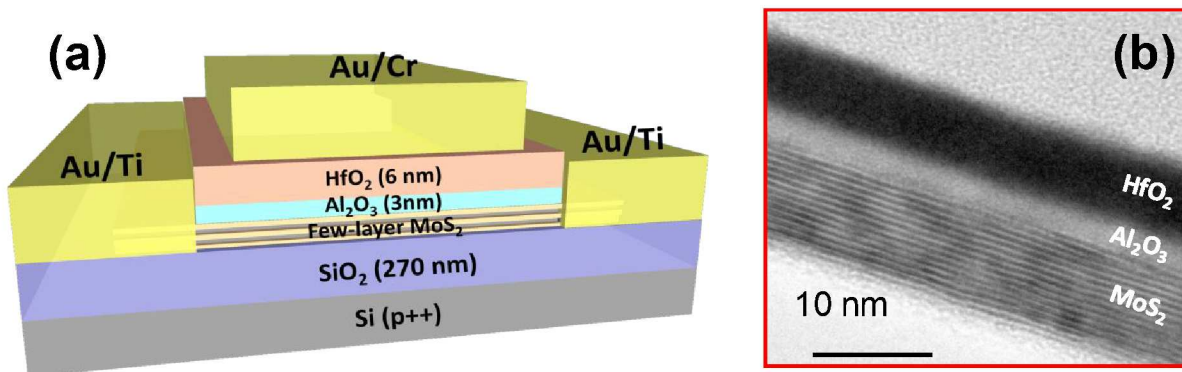 (a)
Au/Cr
Au/Ti
Au/Ti
HfO₂ (6 nm)
Al₂O₃ (3nm)
Few-layer MoS₂
SiO₂ (270 nm)
Si (p++)
(b)
HfO₂
Al₂O₃
MoS₂
10 nm